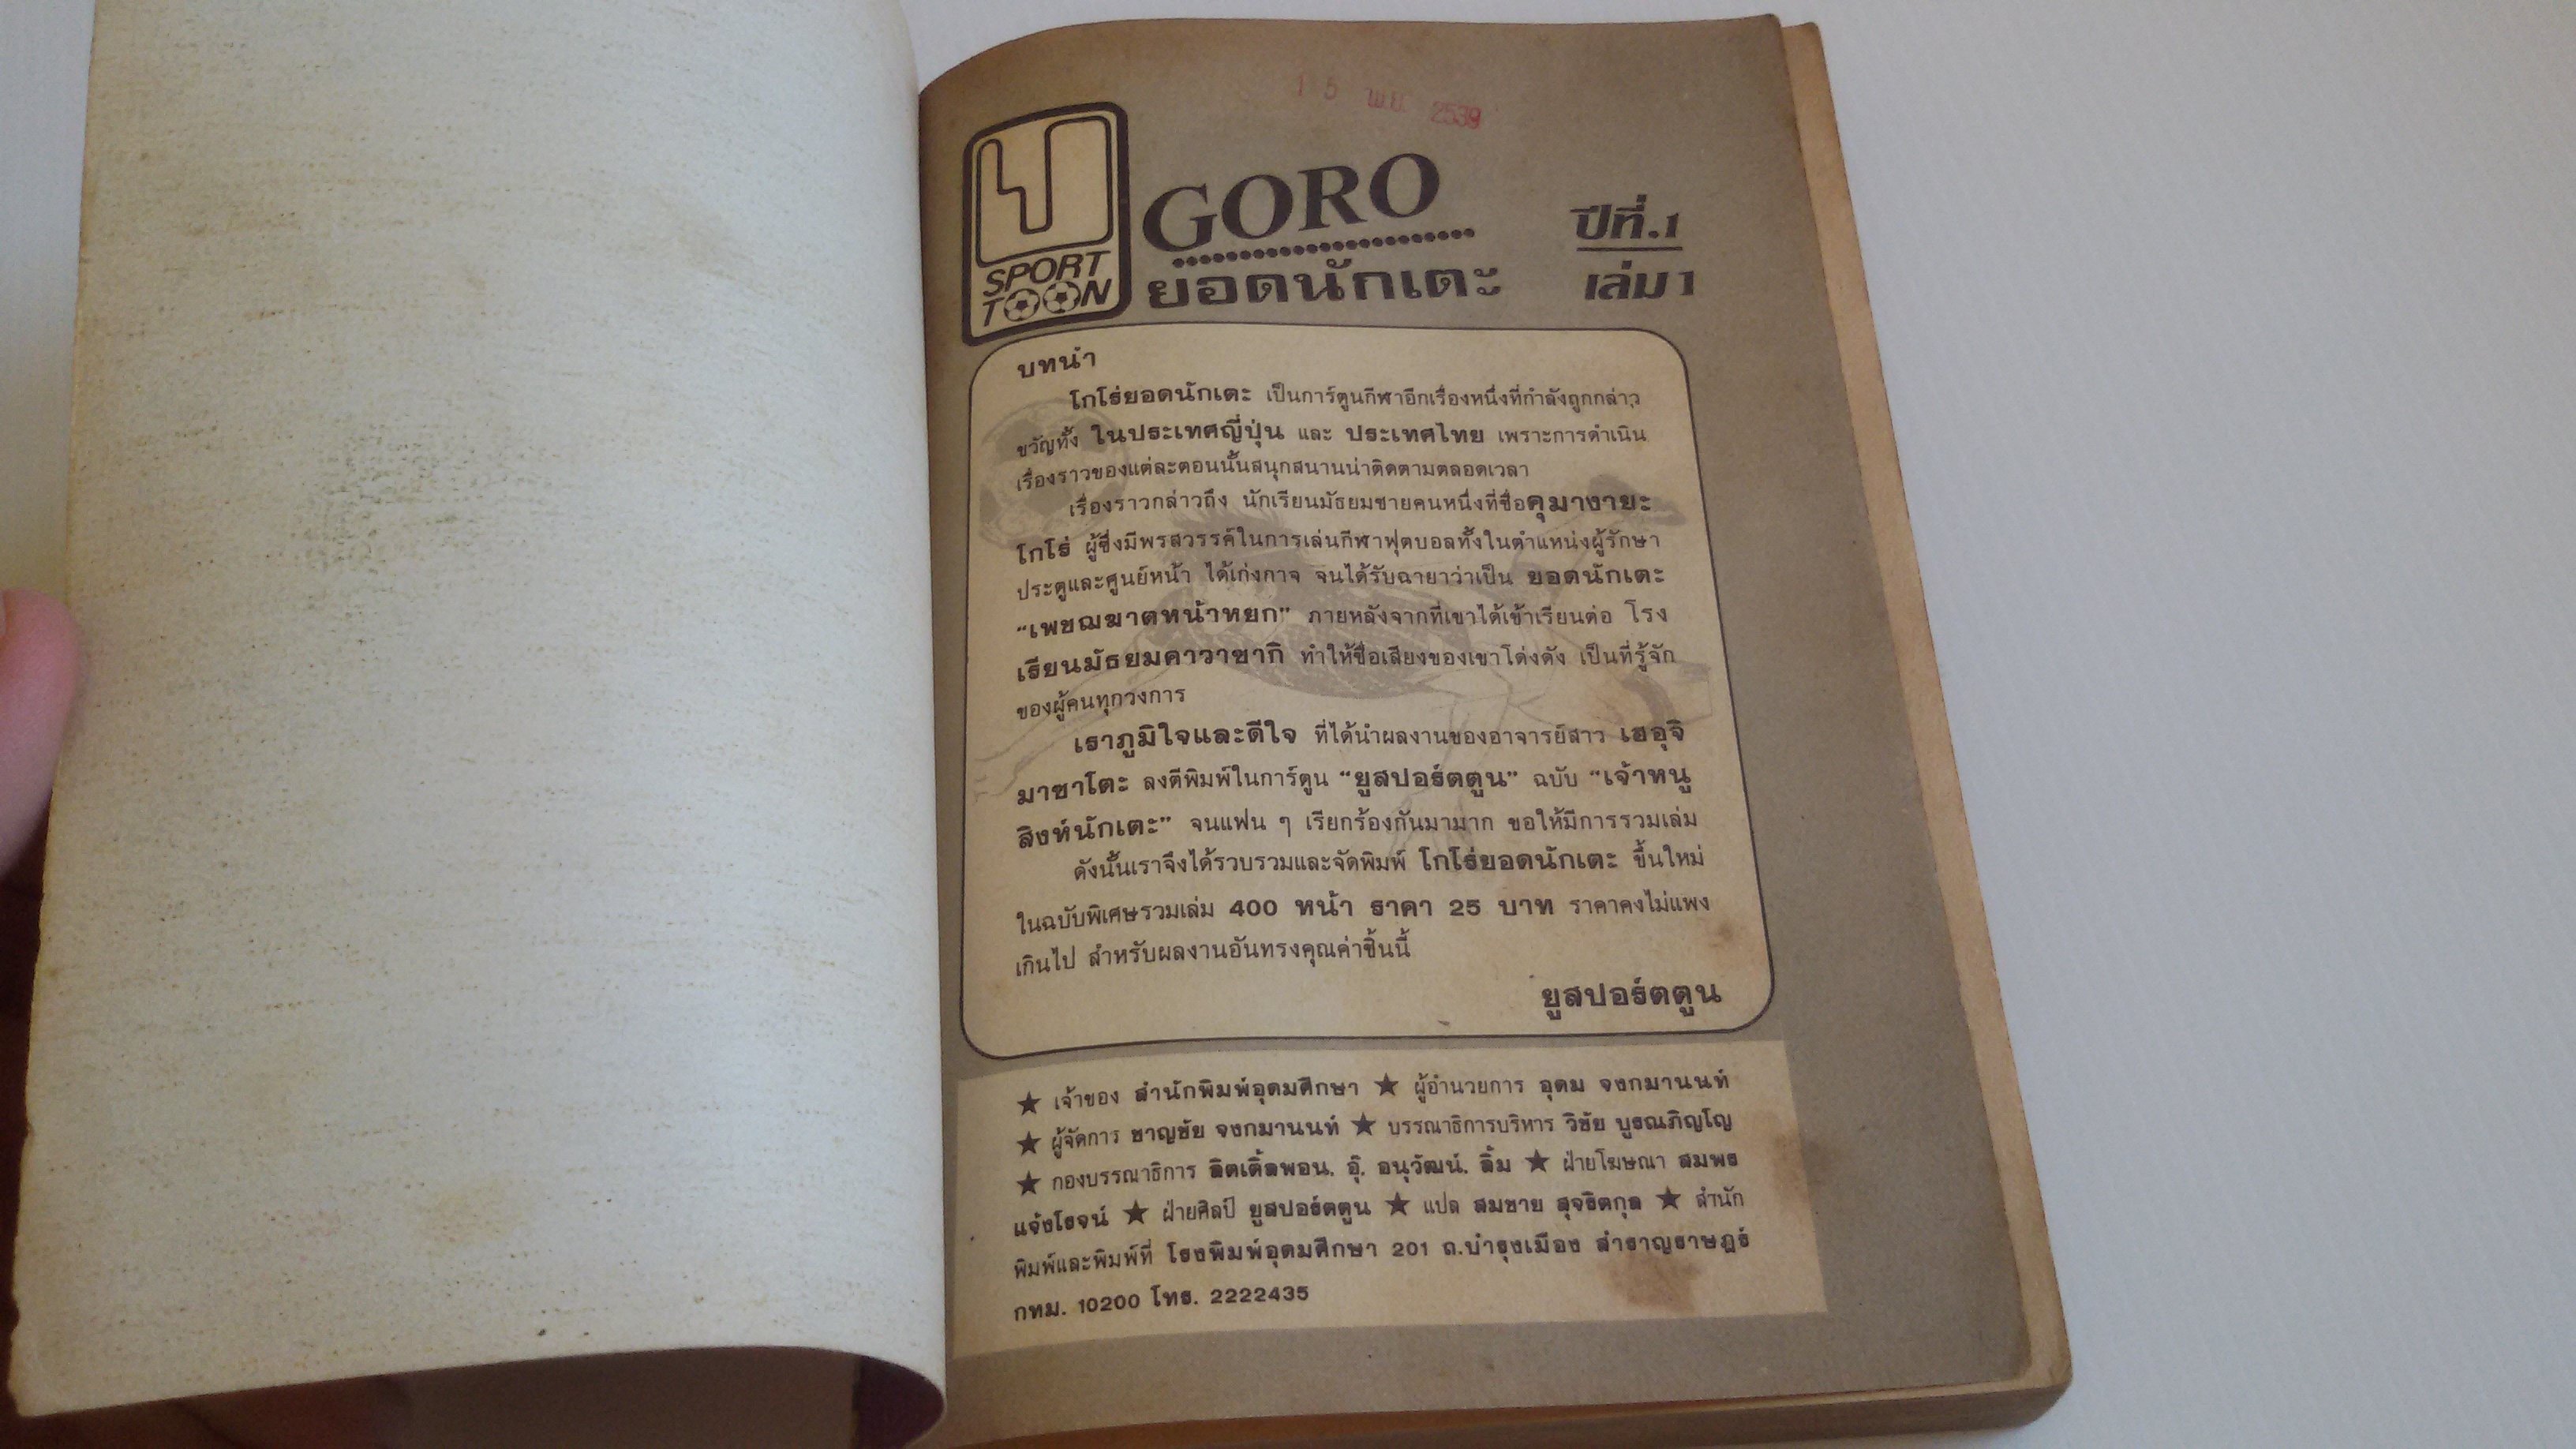 15 พ.ย. 2539
SPORT
TOON
GORO
ยอดนักเตะ
ปีที่.1
เล่ม 1
บทนำ
โกโร่ยอดนักเตะ เป็นการ์ตูนกีฬาอีกเรื่องหนึ่งที่กำลังถูกกล่าว
ขวัญทั้ง ในประเทศญี่ปุ่น และ ประเทศไทย เพราะการดำเนิน
เรื่องราวของแต่ละตอนนั้นสนุกสนานน่าติดตามตลอดเวลา
เรื่องราวกล่าวถึง นักเรียนมัธยมชายคนหนึ่งที่ชื่อคุมางายะ
โกโร่ ผู้ซึ่งมีพรสวรรค์ในการเล่นกีฬาฟุตบอลทั้งในตำแหน่งผู้รักษา
ประตูและศูนย์หน้า ได้เก่งกาจ จนได้รับฉายาว่าเป็น ยอดนักเตะ
“เพชฌฆาตหน้าหยก” ภายหลังจากที่เขาได้เข้าเรียนต่อ โรง
เรียนมัธยมคาวาซากิ ทำให้ชื่อเสียงของเขาโด่งดัง เป็นที่รู้จัก
ของผู้คนทุกวงการ
เราภูมิใจและดีใจ ที่ได้นำผลงานของอาจารย์สาว เฮอุจิ
มาซาโตะ ลงตีพิมพ์ในการ์ตูน “ยูสปอร์ตตูน” ฉบับ “เจ้าหนู
สิงห์นักเตะ” จนแฟน ๆ เรียกร้องกันมามาก ขอให้มีการรวมเล่ม
ดังนั้นเราจึงได้รวบรวมและจัดพิมพ์ โกโร่ยอดนักเตะ ขึ้นใหม่
ในฉบับพิเศษรวมเล่ม 400 หน้า ราคา 25 บาท ราคาคงไม่แพง
เกินไป สำหรับผลงานอันทรงคุณค่าชิ้นนี้
ยูสปอร์ตตูน
★ เจ้าของ สำนักพิมพ์อุดมศึกษา ★ ผู้อำนวยการ อุดม จงกมานนท์
★ ผู้จัดการ ชาญชัย จงกมานนท์ ★ บรรณาธิการบริหาร วิชัย บูรณภิญโญ
★ กองบรรณาธิการ ลิตเติ้ลพอน. อุ๊. อนุวัฒน์. ลิ้ม ★ ฝ่ายโฆษณา สมพร
แจ้งโรจน์ ★ ฝ่ายศิลป์ ยูสปอร์ตตูน ★ แปล สมชาย สุจริตกุล ★ สำนัก
พิมพ์และพิมพ์ที่ โรงพิมพ์อุดมศึกษา 201 ถ.บำรุงเมือง สำราญราษฎร์
กทม. 10200 โทร. 2222435